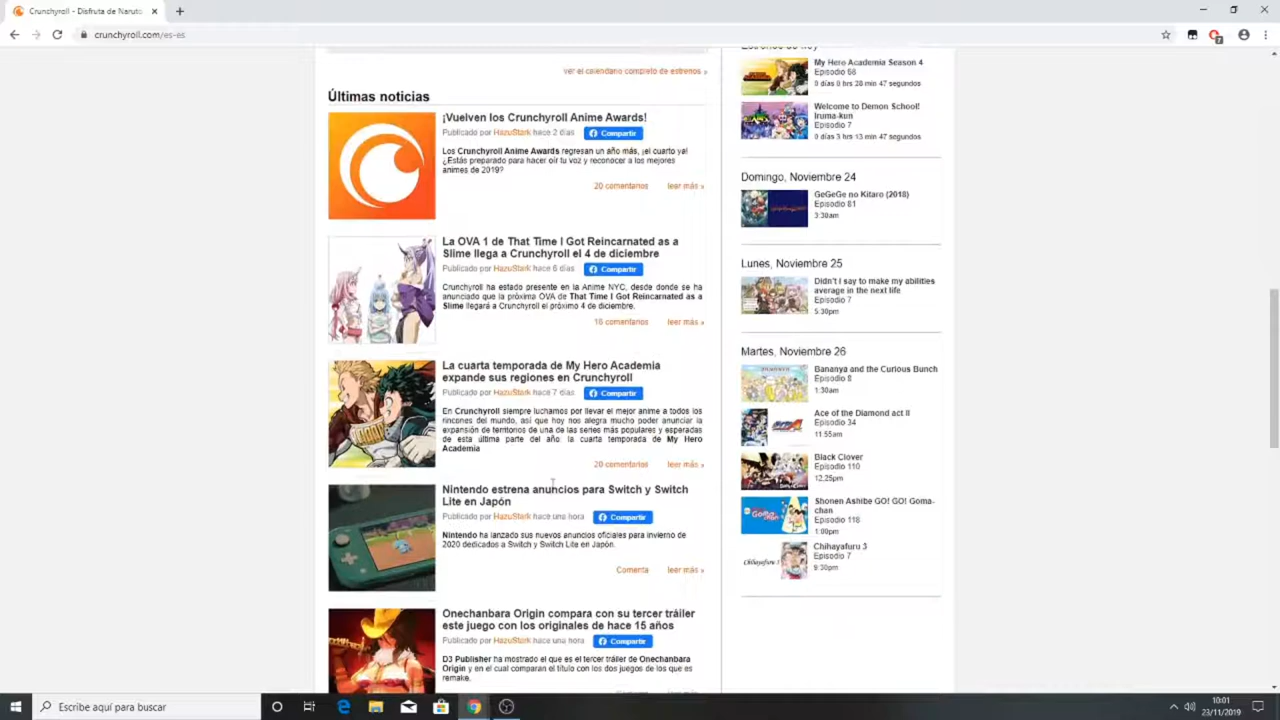 Crunchyroll - Disfruta de Naruto
crunchyroll.com/es-es
ver el calendario completo de estrenos »
Últimas noticias
¡Vuelven los Crunchyroll Anime Awards!
Publicado por HazuStark hace 2 días Compartir
Los Crunchyroll Anime Awards regresan un año más, ¡el cuarto ya!
¿Estás preparado para hacer oír tu voz y reconocer a los mejores
animes de 2019?
20 comentarios leer más »
La OVA 1 de That Time I Got Reincarnated as a
Slime llega a Crunchyroll el 4 de diciembre
Publicado por HazuStark hace 6 días Compartir
Crunchyroll ha estado presente en la Anime NYC, desde donde se ha
anunciado que la próxima OVA de That Time I Got Reincarnated as a
Slime llegará a Crunchyroll el próximo 4 de diciembre.
16 comentarios leer más »
La cuarta temporada de My Hero Academia
expande sus regiones en Crunchyroll
Publicado por HazuStark hace 7 días Compartir
En Crunchyroll siempre luchamos por llevar el mejor anime a todos los
rincones del mundo, así que hoy nos alegra mucho poder anunciar la
expansión de territorios de una de las series más populares y esperadas
de esta última parte del año: la cuarta temporada de My Hero
Academia
20 comentarios leer más »
Nintendo estrena anuncios para Switch y Switch
Lite en Japón
Publicado por HazuStark hace una hora Compartir
Nintendo ha lanzado sus nuevos anuncios oficiales para invierno de
2020 dedicados a Switch y Switch Lite en Japón.
Comenta leer más »
Onechanbara Origin compara con su tercer tráiler
este juego con los originales de hace 15 años
Publicado por HazuStark hace una hora Compartir
D3 Publisher ha mostrado el que es el tercer tráiler de Onechanbara
Origin y en el cual comparan el título con los dos juegos de los que es
remake.
My Hero Academia Season 4
Episodio 68
0 días 0 hrs 28 min 47 segundos
Welcome to Demon School!
Iruma-kun
Episodio 7
0 días 3 hrs 13 min 47 segundos
Domingo, Noviembre 24
GeGeGe no Kitaro (2018)
Episodio 81
3:30am
Lunes, Noviembre 25
Didn't I say to make my abilities
average in the next life
Episodio 7
5:30pm
Martes, Noviembre 26
Bananya and the Curious Bunch
Episodio 8
1:30am
Ace of the Diamond act II
Episodio 34
11:55am
Black Clover
Episodio 110
12:25pm
Shonen Ashibe GO! GO! Goma-
chan
Episodio 118
1:00pm
Chihayafuru 3
Chihayafuru 3
Episodio 7
9:30pm
Escribe aquí para buscar
10:01
23/11/2019